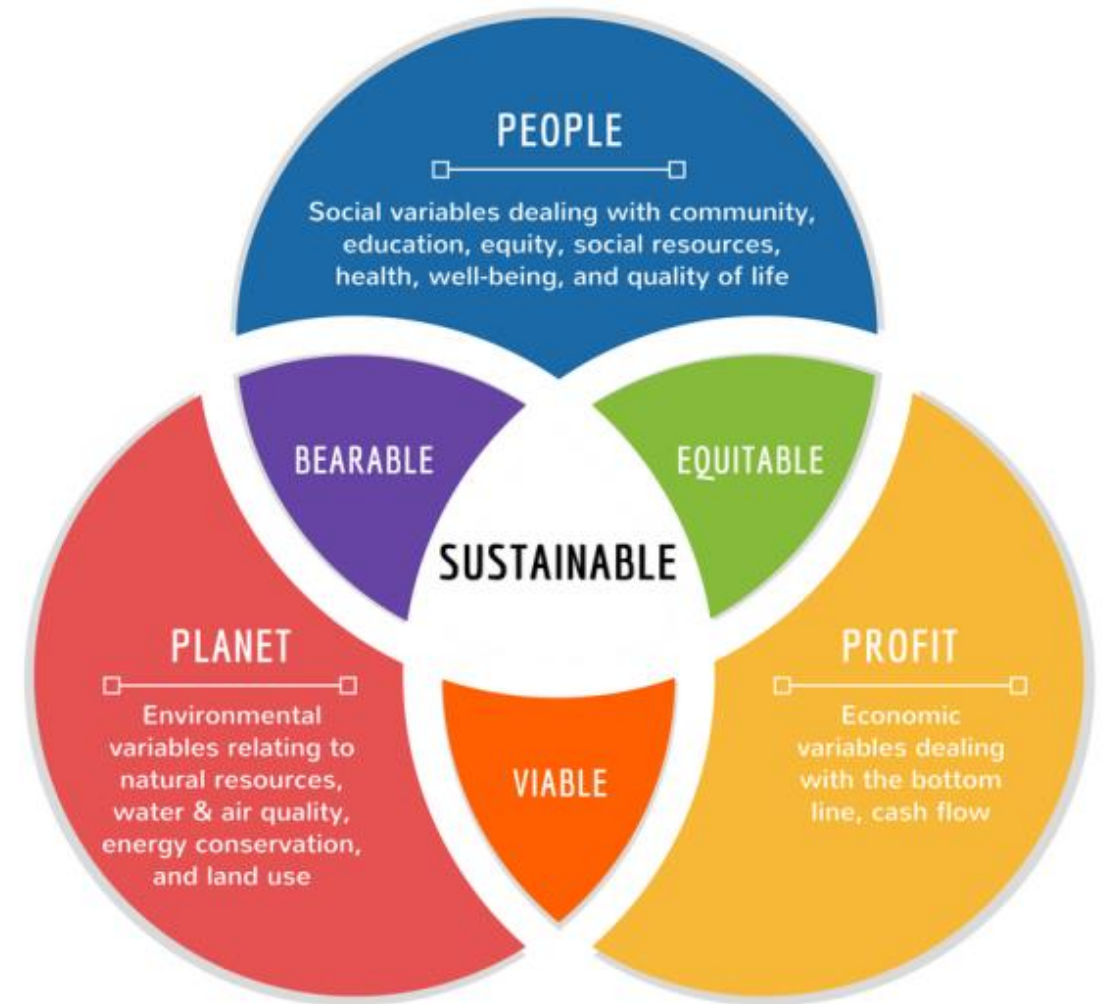 PEOPLE
Social variables dealing with community,
education, equity, social resources,
health, well-being, and quality of life
BEARABLE
EQUITABLE
SUSTAINABLE
PLANET
Environmental
variables relating to
natural resources,
water & air quality,
energy conservation,
and land use
PROFIT
Economic
variables dealing
with the bottom
line, cash flow
VIABLE